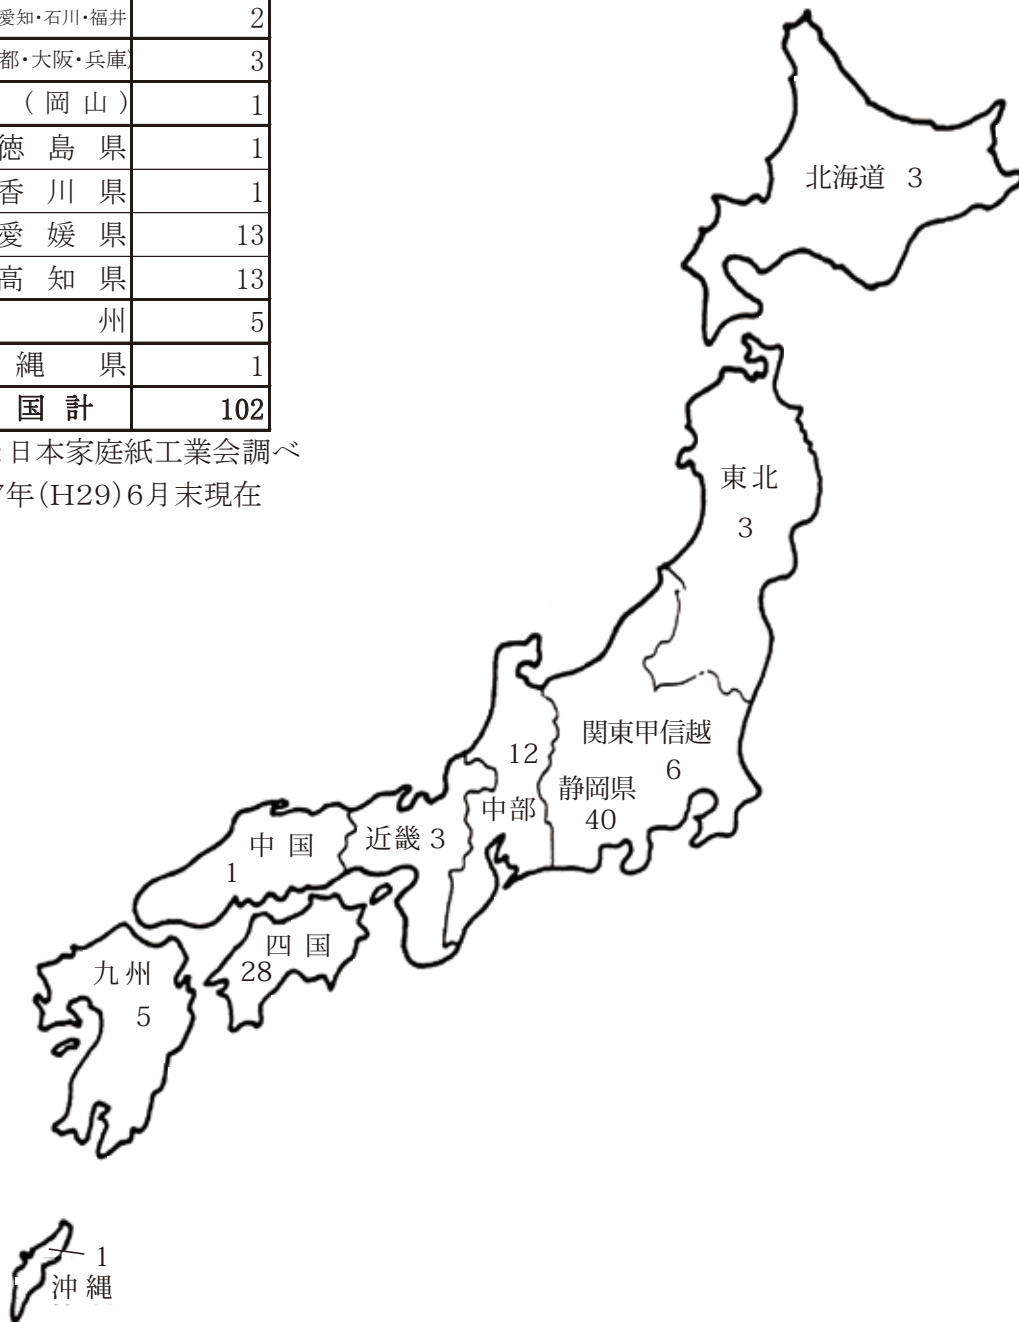 愛知・石川・福井 2
都・大阪・兵庫) 3
(岡山) 1
徳島県 1
香川県 1
愛媛県 13
高知県 13
州 5
縄県 1
国計 102
:日本家庭紙工業会調べ
7年(H29)6月末現在
北海道 3
東北
3
関東甲信越
6
12
静岡県
40
中部
近畿 3
中国
1
四国
28
九州
5
1
沖縄